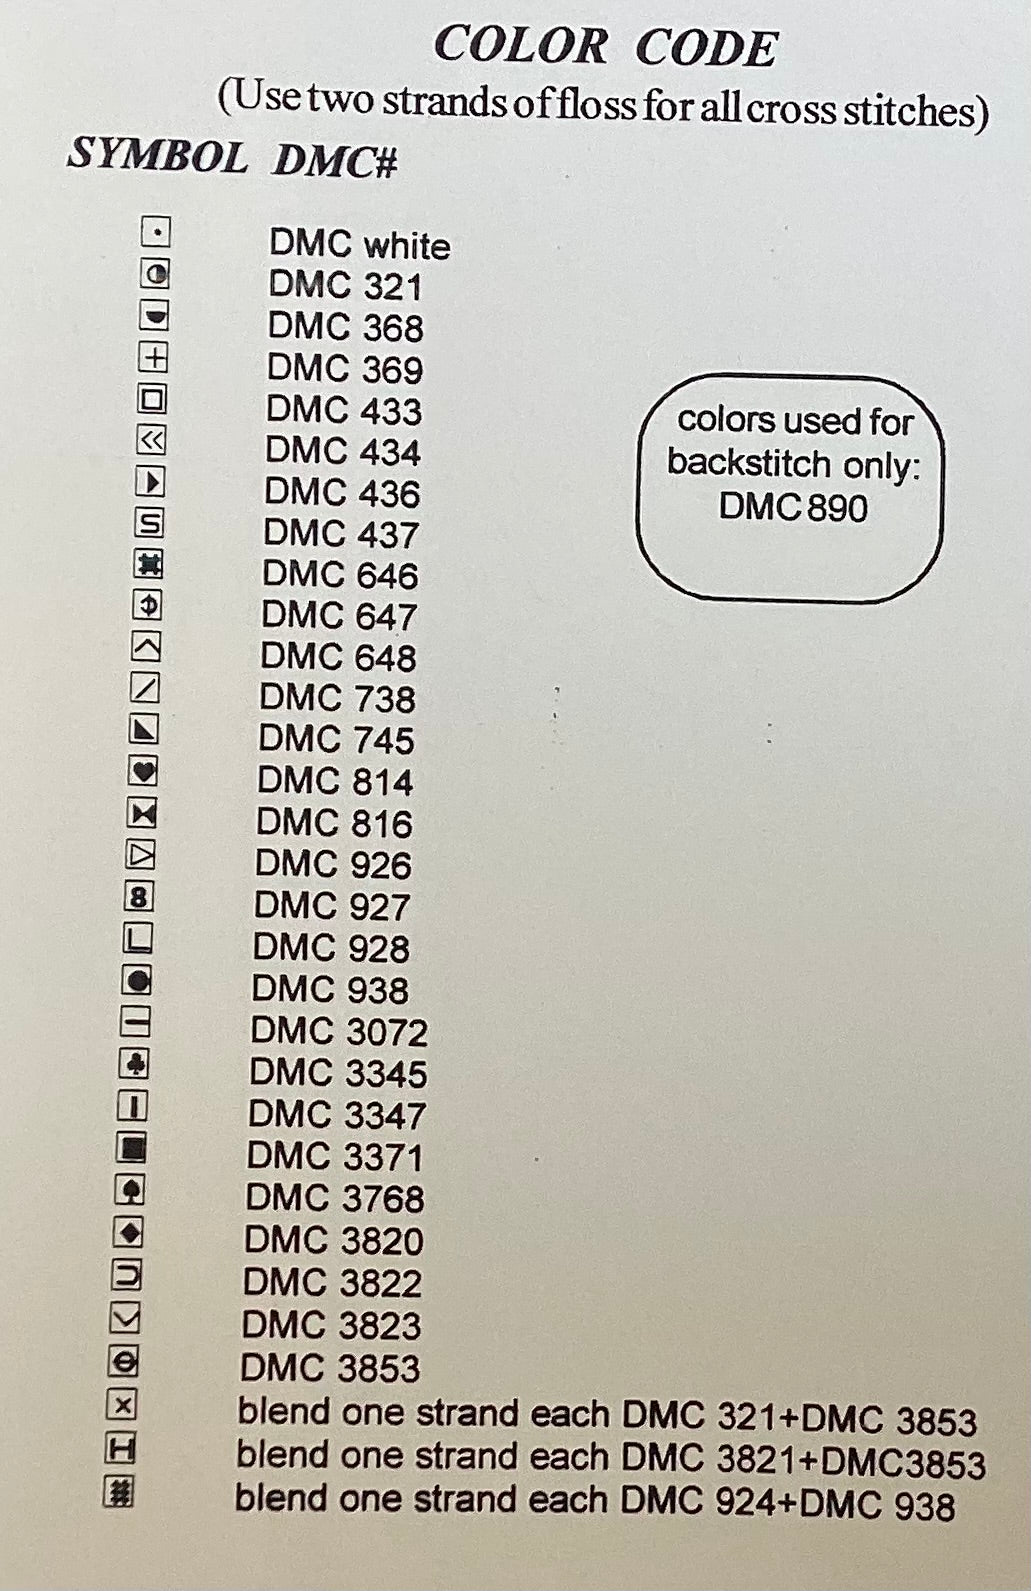 COLOR CODE
(Use two strands of floss for all cross stitches)
SYMBOL DMC#
DMC white
DMC 321
DMC 368
+ DMC 369
DMC 433
<< DMC 434
DMC 436
S DMC 437
DMC 646
DMC 647
DMC 648
/ DMC 738
DMC 745
♥ DMC 814
DMC 816
DMC 926
8 DMC 927
L DMC 928
● DMC 938
— DMC 3072
♣ DMC 3345
I DMC 3347
■ DMC 3371
♠ DMC 3768
◆ DMC 3820
DMC 3822
DMC 3823
DMC 3853
x blend one strand each DMC 321+DMC 3853
H blend one strand each DMC 3821+DMC3853
# blend one strand each DMC 924+DMC 938
colors used for
backstitch only:
DMC 890